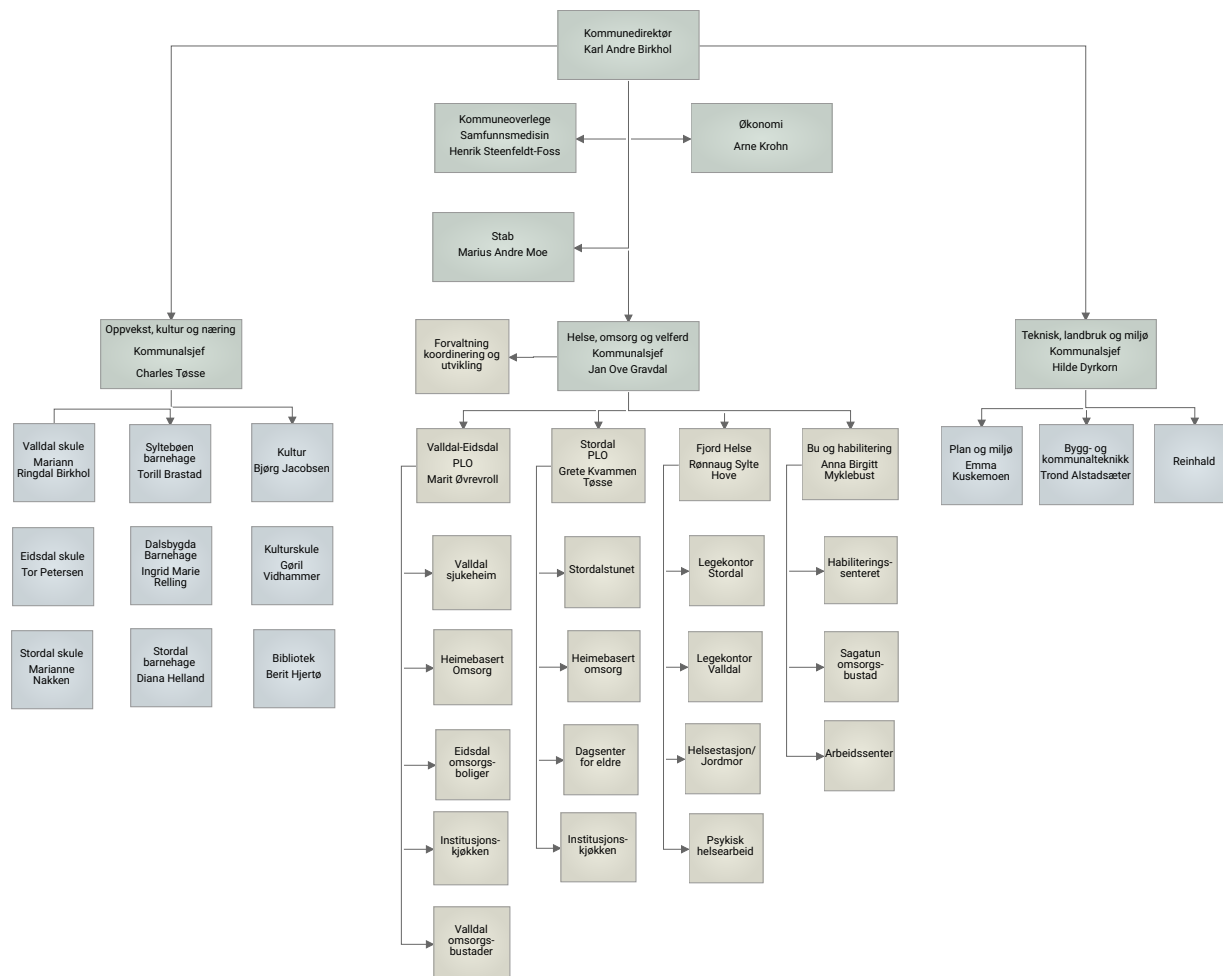 Kommunedirektør
Karl Andre Birkhol
Kommuneoverlege
Samfunnsmedisin
Henrik Steenfeldt-Foss
Økonomi
Arne Krohn
Stab
Marius Andre Moe
Oppvekst, kultur og næring
Kommunalsjef
Charles Tøsse
Forvaltning
koordinering og
utvikling
Helse, omsorg og velferd
Kommunalsjef
Jan Ove Gravdal
Teknisk, landbruk og miljø
Kommunalsjef
Hilde Dyrkorn
Valldal skule
Mariann
Ringdal Birkhol
Syltebøen
barnehage
Torill Brastad
Kultur
Bjørg Jacobsen
Valldal-Eidsdal
PLO
Marit Øvrevroll
Stordal
PLO
Grete Kvammen
Tøsse
Fjord Helse
Rønnaug Sylte
Hove
Bu og habilitering
Anna Birgitt
Myklebust
Plan og miljø
Emma
Kuskemoen
Bygg- og
kommunalteknikk
Trond Alstadsæter
Reinhald
Eidsdal skule
Tor Petersen
Dalsbygda
Barnehage
Ingrid Marie
Relling
Kulturskule
Gøril
Vidhammer
Valldal
sjukeheim
Stordalstunet
Legekontor
Stordal
Habiliterings-
senteret
Stordal skule
Marianne
Nakken
Stordal
barnehage
Diana Helland
Bibliotek
Berit Hjertø
Heimebasert
Omsorg
Heimebasert
omsorg
Legekontor
Valldal
Sagatun
omsorgs-
bustad
Eidsdal
omsorgs-
boliger
Dagsenter
for eldre
Helsestasjon/
Jordmor
Arbeidssenter
Institusjons-
kjøkken
Institusjons-
kjøkken
Psykisk
helsearbeid
Valldal
omsorgs-
bustader